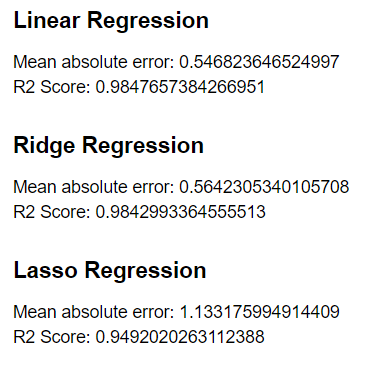 Linear Regression
Mean absolute error: 0.546823646524997
R2 Score: 0.9847657384266951
Ridge Regression
Mean absolute error: 0.5642305340105708
R2 Score: 0.9842993364555513
Lasso Regression
Mean absolute error: 1.133175994914409
R2 Score: 0.9492020263112388